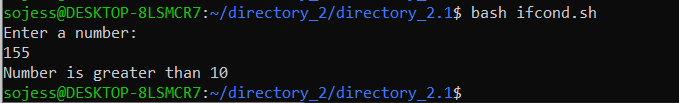 sojess@DESKTOP-8LSMCR7:~/directory_2/directory_2.1$ bash ifcond.sh
Enter a number:
155
Number is greater than 10
sojess@DESKTOP-8LSMCR7:~/directory_2/directory_2.1$